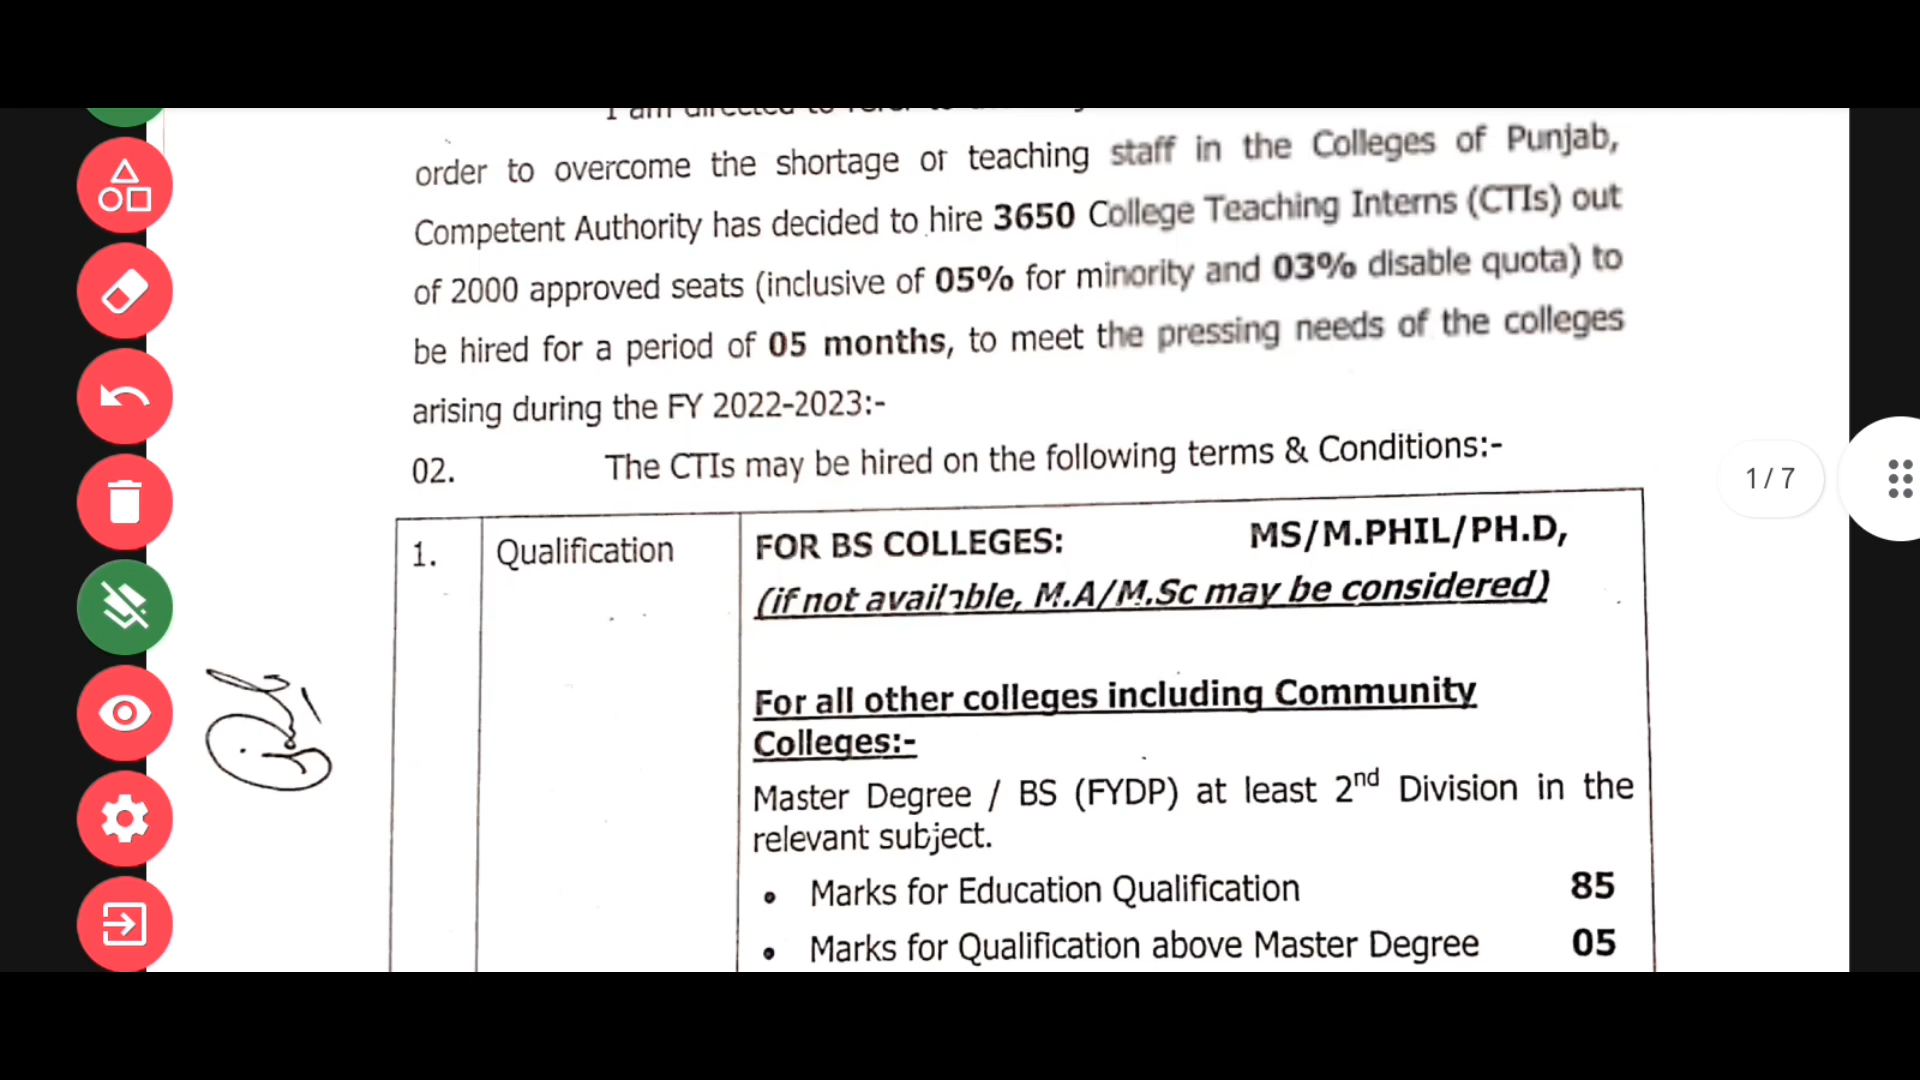 I am directed to refer to
order to overcome the shortage of teaching staff in the Colleges of Punjab,
Competent Authority has decided to hire 3650 College Teaching Interns (CTIs) out
of 2000 approved seats (inclusive of 05% for minority and 03% disable quota) to
be hired for a period of 05 months, to meet the pressing needs of the colleges
arising during the FY 2022-2023:-
02. The CTIs may be hired on the following terms & Conditions:-
1. Qualification FOR BS COLLEGES: MS/M.PHIL/PH.D,
(if not available, M.A/M.Sc may be considered)
For all other colleges including Community
Colleges:-
Master Degree / BS (FYDP) at least 2nd Division in the
relevant subject.
• Marks for Education Qualification 85
• Marks for Qualification above Master Degree 05
1/7